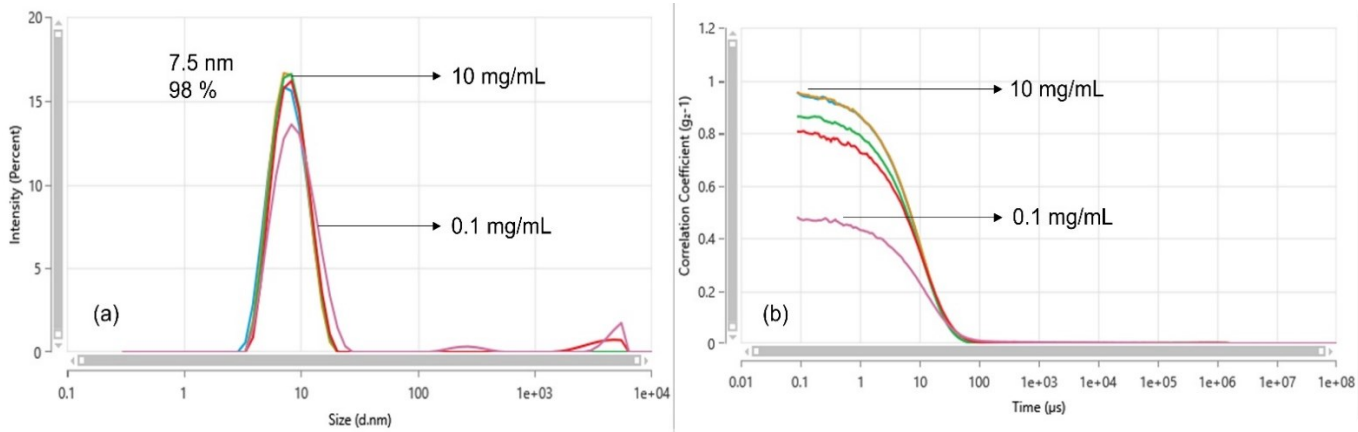 20
15
10
5
0
Intensity (Percent)
7.5 nm
98 %
10 mg/mL
0.1 mg/mL
(a)
0.1
1
10
100
1e+03
1e+04
Size (d.nm)
1.2
1
0.8
0.6
0.4
0.2
0
Correlation Coefficient (g₂-1)
10 mg/mL
0.1 mg/mL
(b)
0.01
0.1
1
10
100
1e+03
1e+04
1e+05
1e+06
1e+07
1e+08
Time (µs)